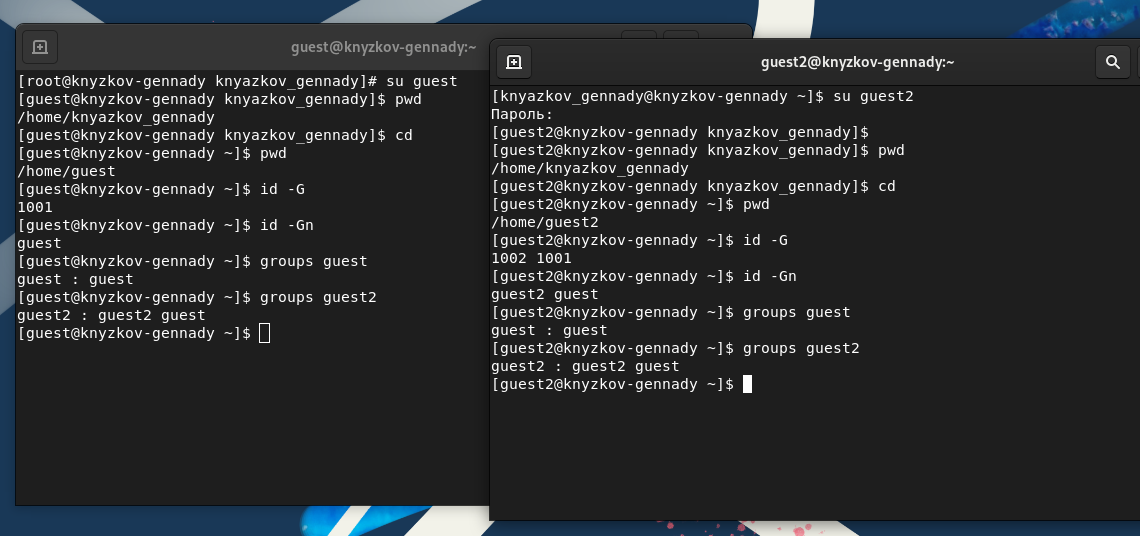 guest@knyzkov-gennady:~
[root@knyzkov-gennady knyazkov_gennady]# su guest
[guest@knyzkov-gennady knyazkov_gennady]$ pwd
/home/knyazkov_gennady
[guest@knyzkov-gennady knyazkov_gennady]$ cd
[guest@knyzkov-gennady ~]$ pwd
/home/guest
[guest@knyzkov-gennady ~]$ id -G
1001
[guest@knyzkov-gennady ~]$ id -Gn
guest
[guest@knyzkov-gennady ~]$ groups guest
guest : guest
[guest@knyzkov-gennady ~]$ groups guest2
guest2 : guest2 guest
[guest@knyzkov-gennady ~]$
guest2@knyzkov-gennady:~
[knyazkov_gennady@knyzkov-gennady ~]$ su guest2
Пароль:
[guest2@knyzkov-gennady knyazkov_gennady]$
[guest2@knyzkov-gennady knyazkov_gennady]$ pwd
/home/knyazkov_gennady
[guest2@knyzkov-gennady knyazkov_gennady]$ cd
[guest2@knyzkov-gennady ~]$ pwd
/home/guest2
[guest2@knyzkov-gennady ~]$ id -G
1002 1001
[guest2@knyzkov-gennady ~]$ id -Gn
guest2 guest
[guest2@knyzkov-gennady ~]$ groups guest
guest : guest
[guest2@knyzkov-gennady ~]$ groups guest2
guest2 : guest2 guest
[guest2@knyzkov-gennady ~]$